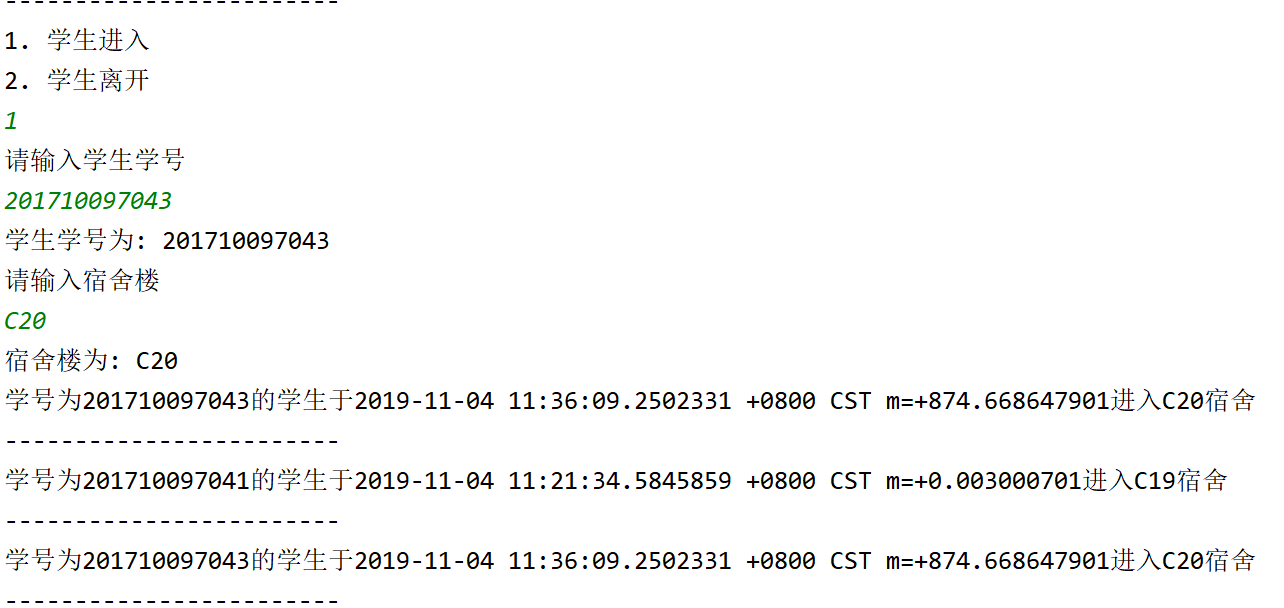 ------------------------
1. 学生进入
2. 学生离开
1
请输入学生学号
201710097043
学生学号为: 201710097043
请输入宿舍楼
C20
宿舍楼为: C20
学号为201710097043的学生于2019-11-04 11:36:09.2502331 +0800 CST m=+874.668647901进入C20宿舍
------------------------
学号为201710097041的学生于2019-11-04 11:21:34.5845859 +0800 CST m=+0.003000701进入C19宿舍
------------------------
学号为201710097043的学生于2019-11-04 11:36:09.2502331 +0800 CST m=+874.668647901进入C20宿舍
------------------------